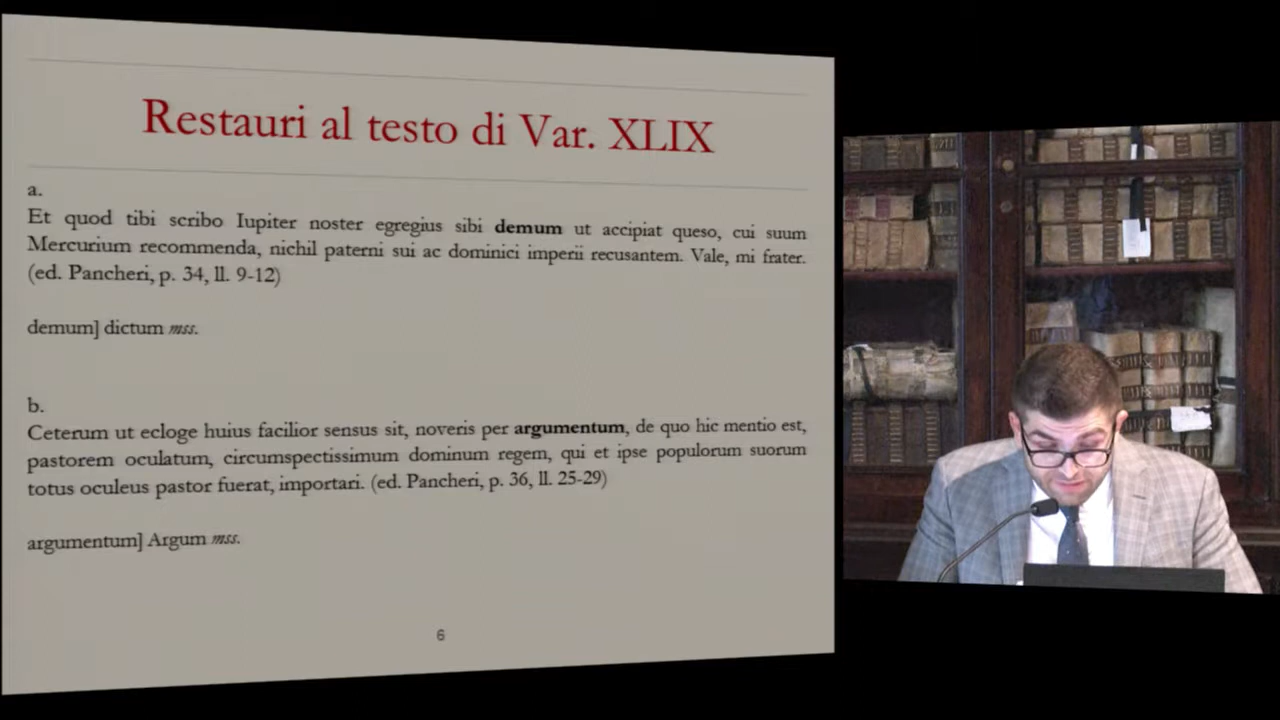 Restauri al testo di Var. XLIX
a.
Et quod tibi scribo Iupiter noster egregius sibi demum ut accipiat queso, cui suum
Mercurium recommenda, nichil paterni sui ac dominici imperii recusantem. Vale, mi frater.
(ed. Pancheri, p. 34, ll. 9-12)
demum] dictum mss.
b.
Ceterum ut ecloge huius facilior sensus sit, noveris per argumentum, de quo hic mentio est,
pastorem oculatum, circumspectissimum dominum regem, qui et ipse populorum suorum
totus oculeus pastor fuerat, importari. (ed. Pancheri, p. 36, ll. 25-29)
argumentum] Argum mss.
6